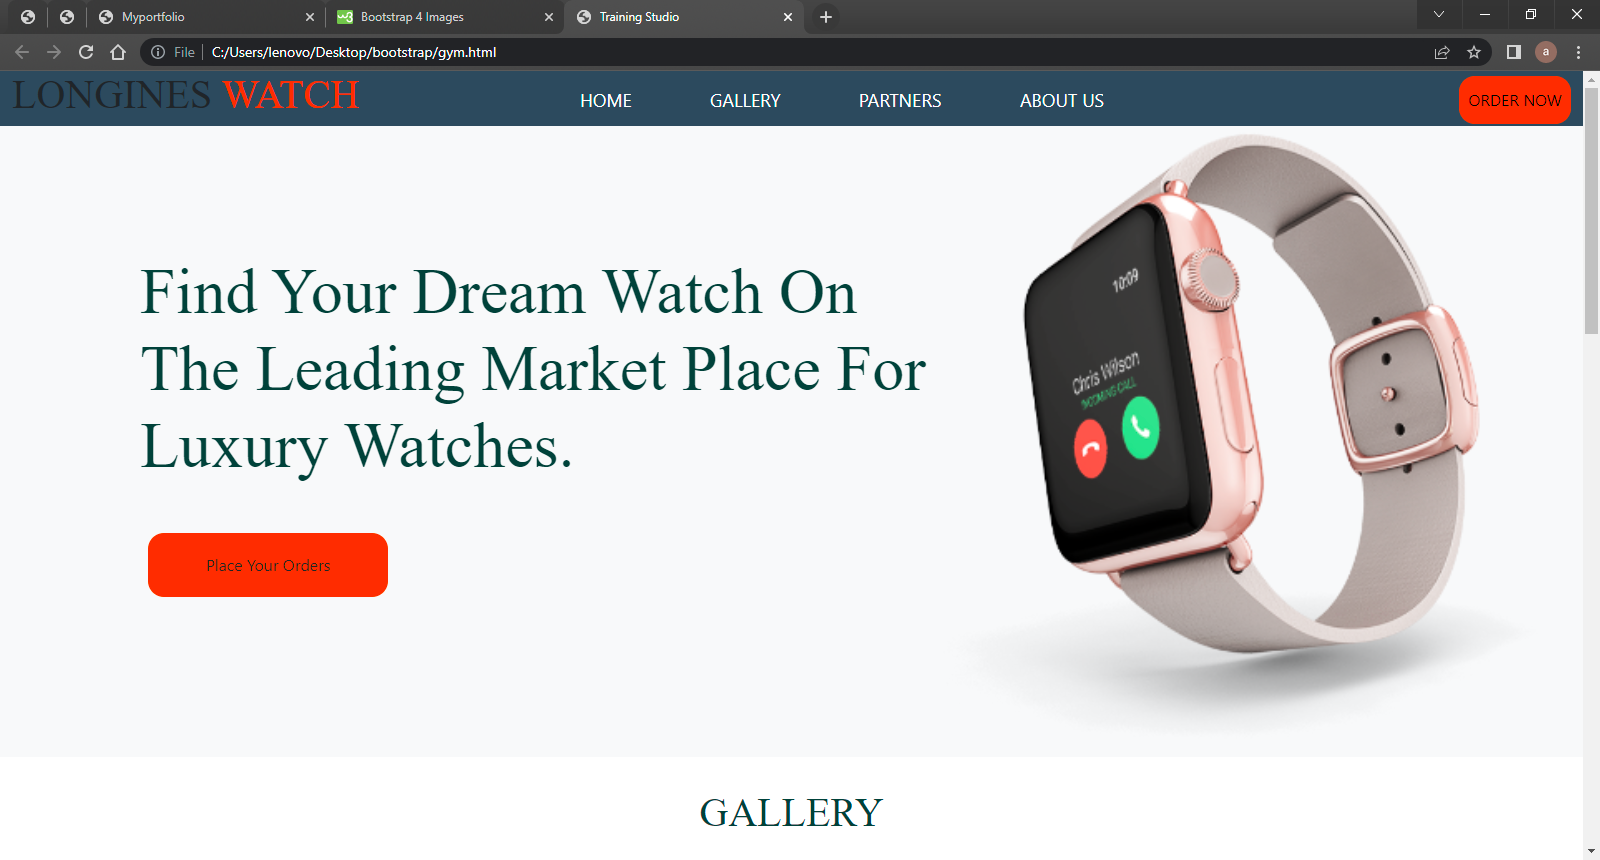 Myportfolio
Bootstrap 4 Images
Training Studio
File
C:/Users/lenovo/Desktop/bootstrap/gym.html
a
LONGINES WATCH
HOME
GALLERY
PARTNERS
ABOUT US
ORDER NOW
Find Your Dream Watch On
The Leading Market Place For
Luxury Watches.
Place Your Orders
10:09
Chris Wilson
INCOMING CALL
GALLERY